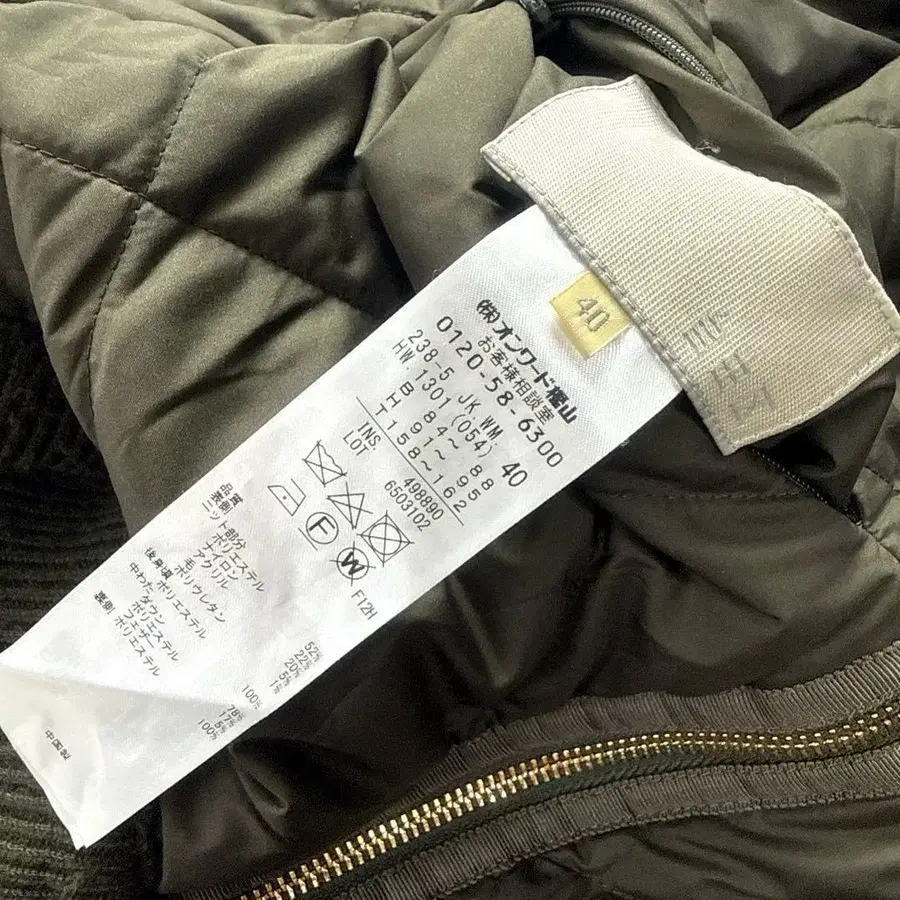 40
(株)オンワード樫山
お客様相談室
0120-58-6300
238-5 JK.WM.
HW.1301(054) 40
B 84~ 88
H 91~ 95
T 158~162
INS. 498890
LOT 6503102
F
W
F12H
品質
表側
ニット部分
ポリエステル 52%
ナイロン 22%
アクリル 20%
毛 5%
ポリウレタン 1%
(後身頃)
ポリエステル 100%
中わた
ダウン 78%
フェザー 17%
ポリエステル 5%
裏側
ポリエステル 100%
中国製